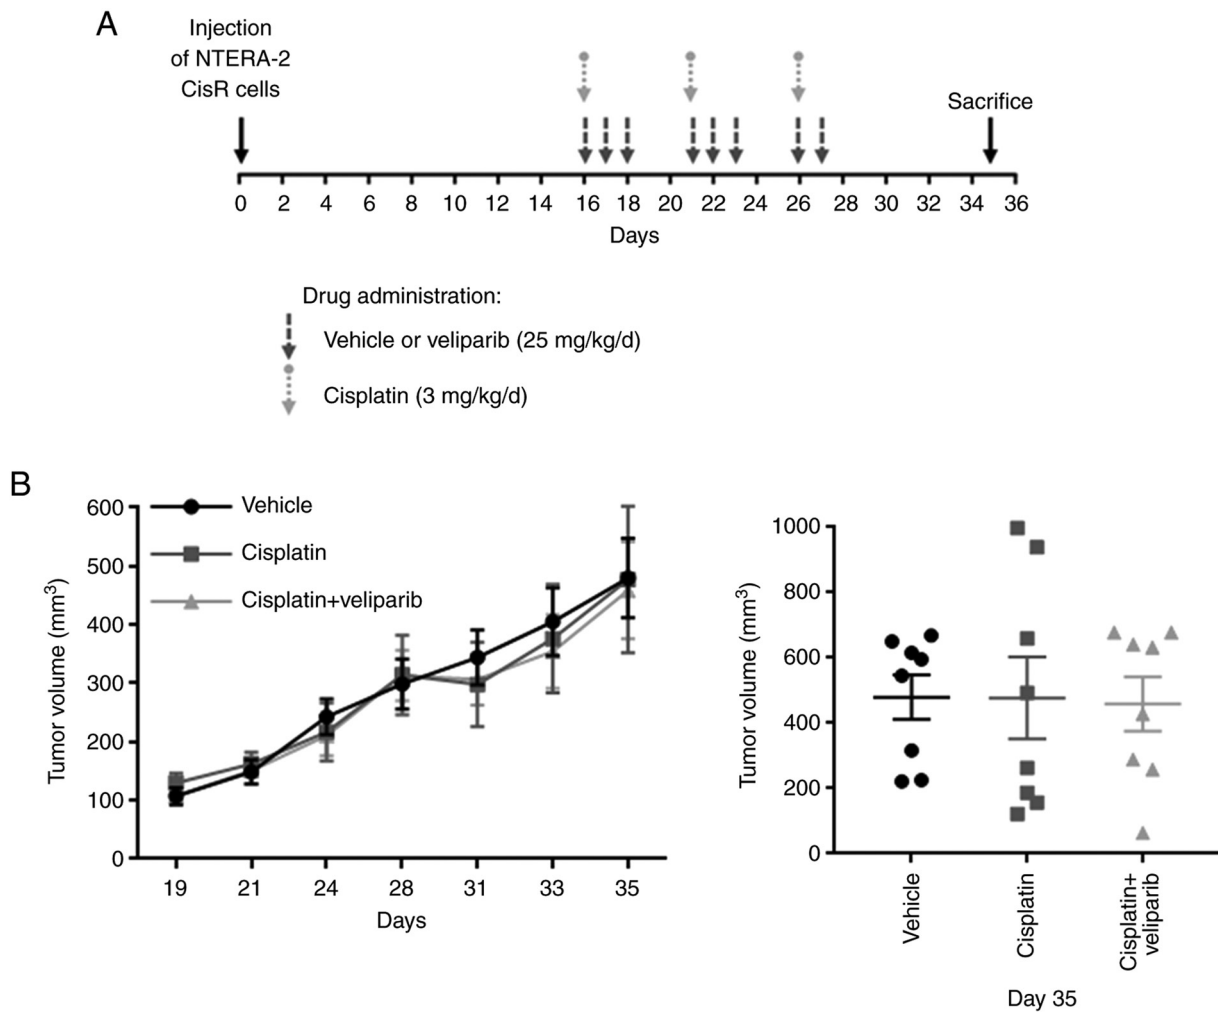 A
Injection
of NTERA-2
CisR cells
Sacrifice
0 2 4 6 8 10 12 14 16 18 20 22 24 26 28 30 32 34 36
Days
Drug administration:
Vehicle or veliparib (25 mg/kg/d)
Cisplatin (3 mg/kg/d)
B
Tumor volume (mm³)
600
500
400
300
200
100
0
Vehicle
Cisplatin
Cisplatin+veliparib
19 21 24 28 31 33 35
Days
Tumor volume (mm³)
1000
800
600
400
200
0
Vehicle
Cisplatin
Cisplatin+
veliparib
Day 35